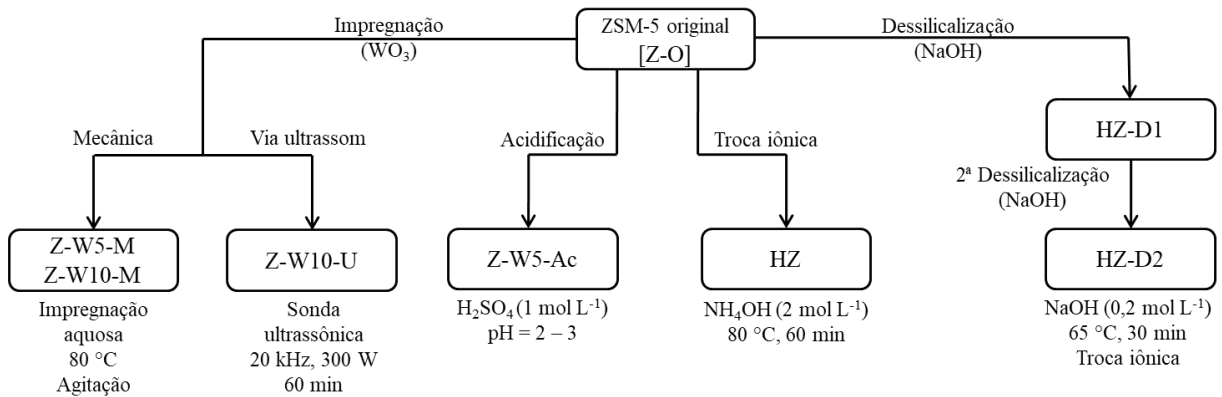 ZSM-5 original
[Z-O]
Impregnação
(WO₃)
Dessilicalização
(NaOH)
Mecânica
Via ultrassom
Acidificação
Troca iônica
HZ-D1
2ª Dessilicalização
(NaOH)
Z-W5-M
Z-W10-M
Z-W10-U
Z-W5-Ac
HZ
HZ-D2
Impregnação
aquosa
80 °C
Agitação
Sonda
ultrassônica
20 kHz, 300 W
60 min
H₂SO₄ (1 mol L⁻¹)
pH = 2 – 3
NH₄OH (2 mol L⁻¹)
80 °C, 60 min
NaOH (0,2 mol L⁻¹)
65 °C, 30 min
Troca iônica